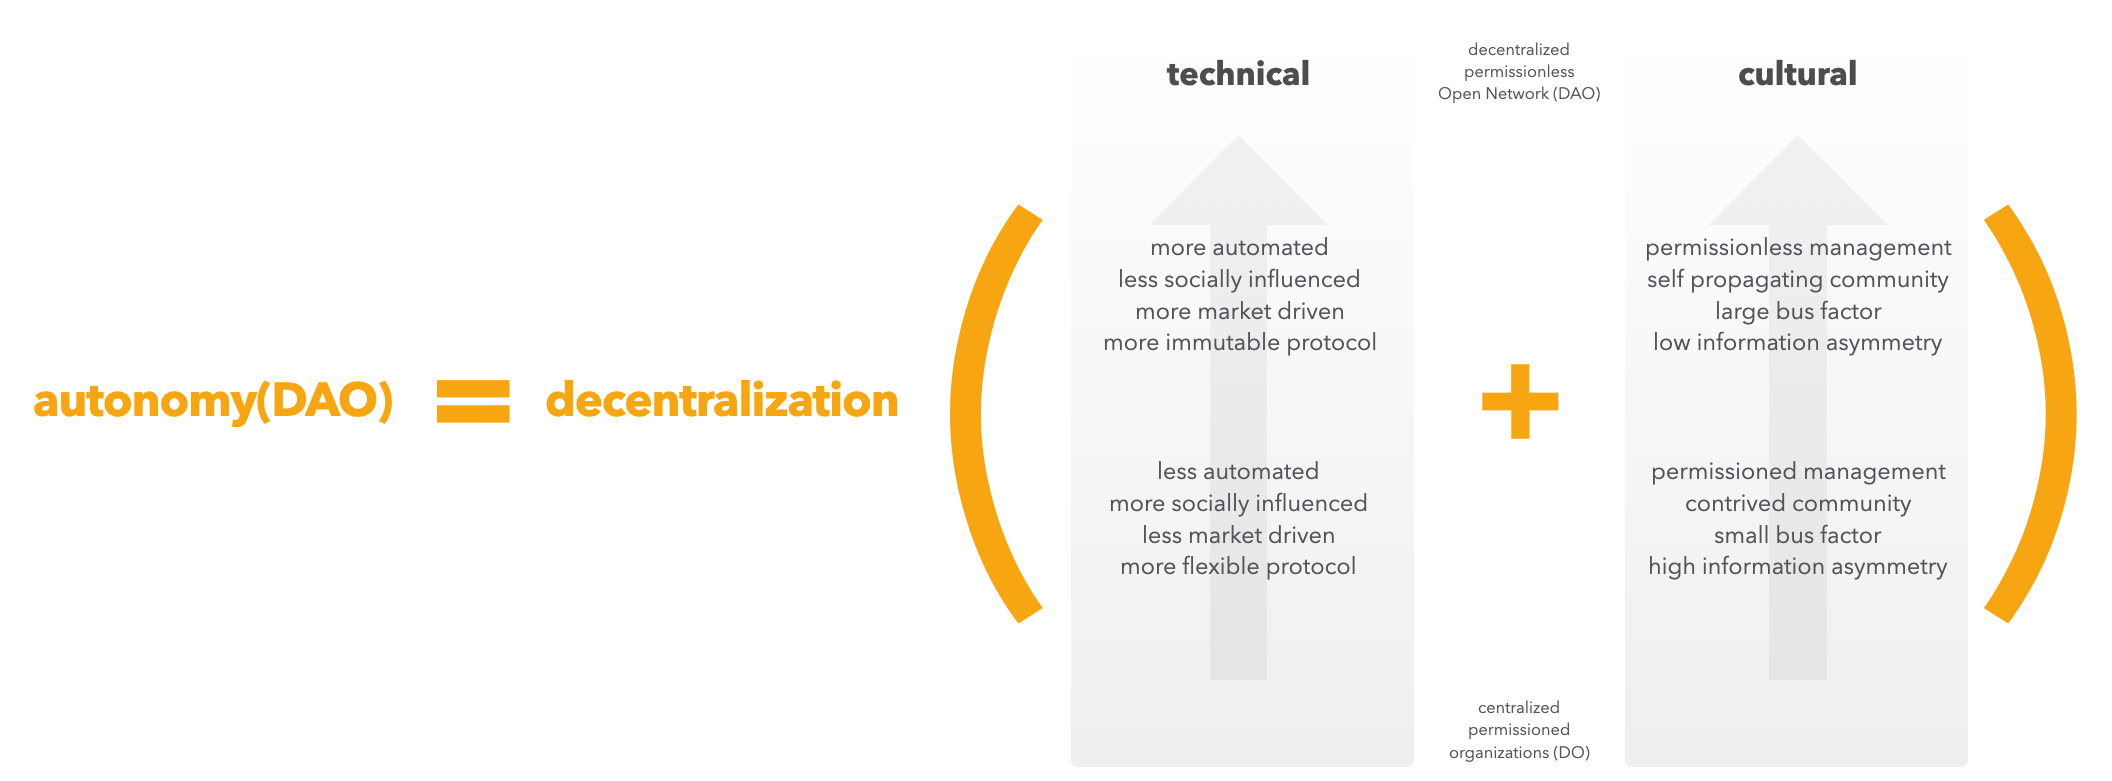 autonomy(DAO) = decentralization
technical
more automated
less socially influenced
more market driven
more immutable protocol
less automated
more socially influenced
less market driven
more flexible protocol
decentralized
permissionless
Open Network (DAO)
+
centralized
permissioned
organizations (DO)
cultural
permissionless management
self propagating community
large bus factor
low information asymmetry
permissioned management
contrived community
small bus factor
high information asymmetry